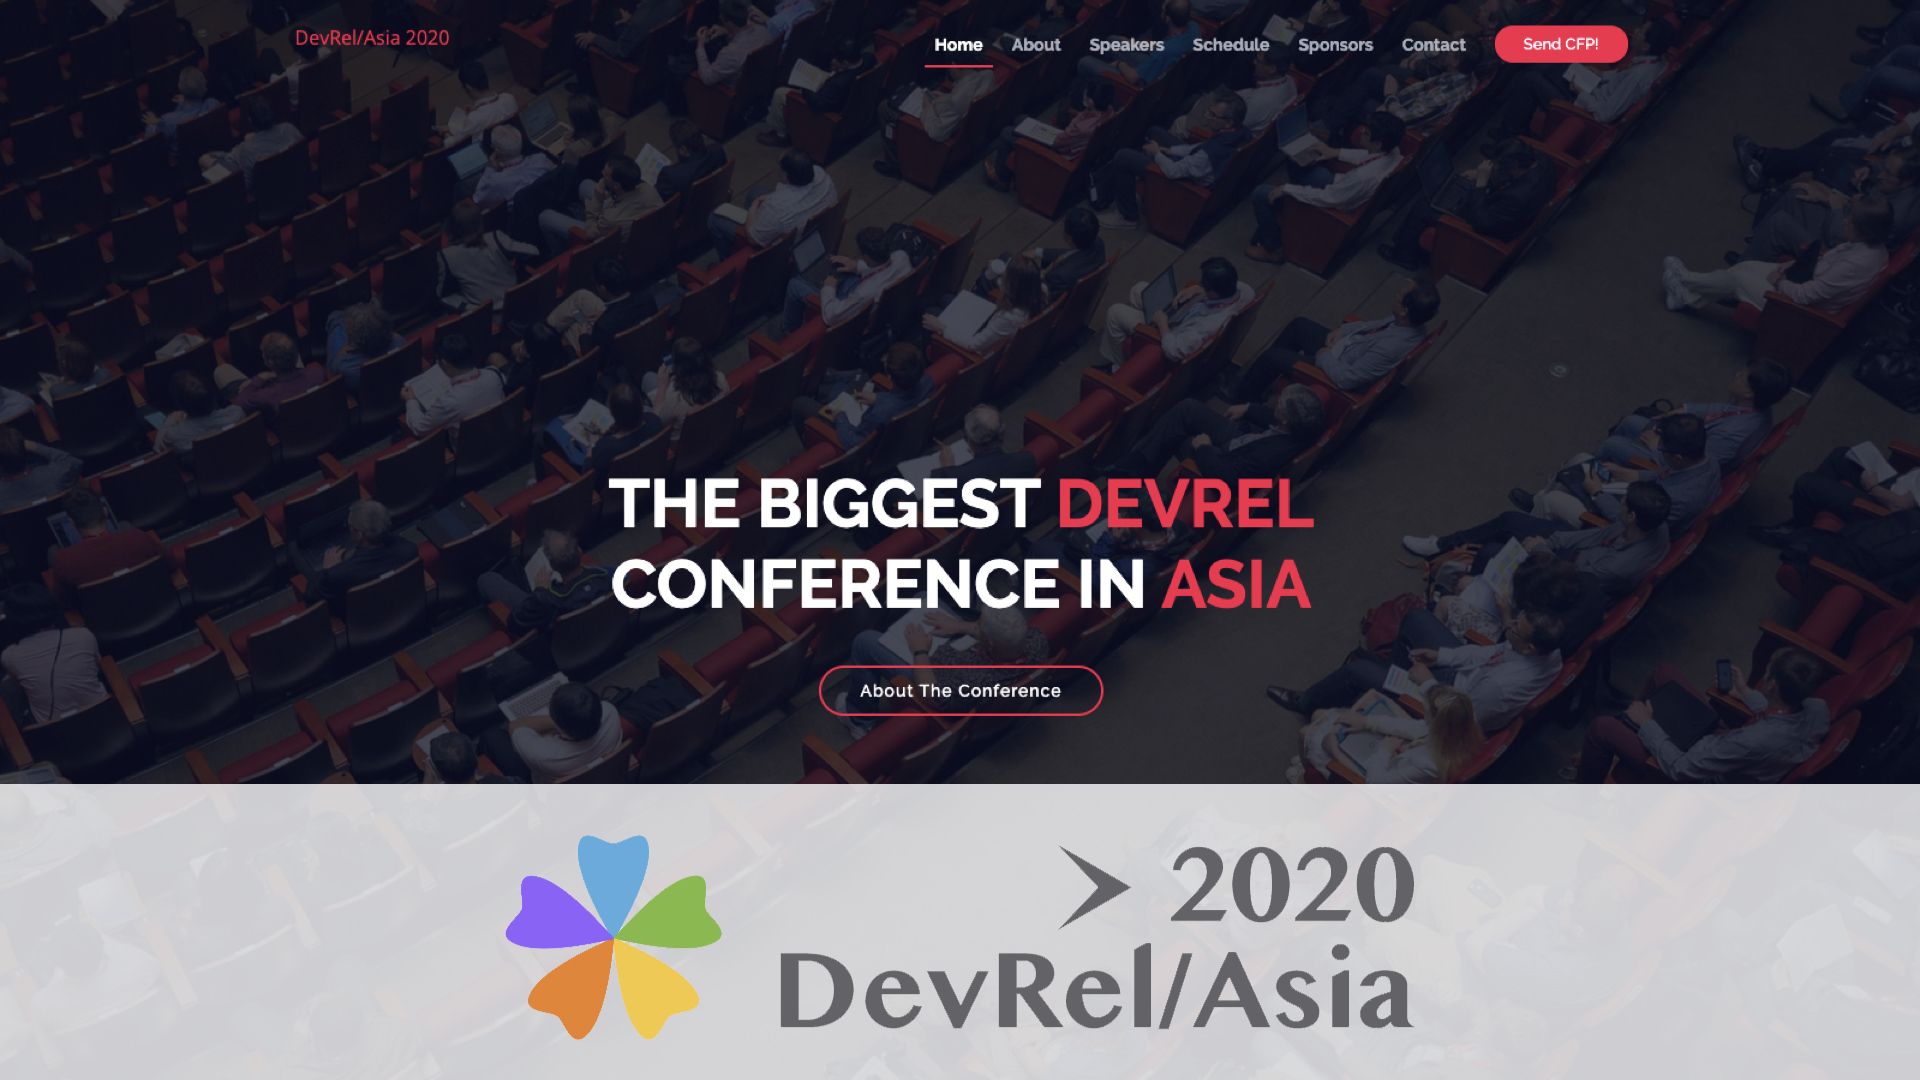 DevRel/Asia 2020
Home About Speakers Schedule Sponsors Contact Send CFP!
THE BIGGEST DEVREL
CONFERENCE IN ASIA
About The Conference
> 2020
DevRel/Asia